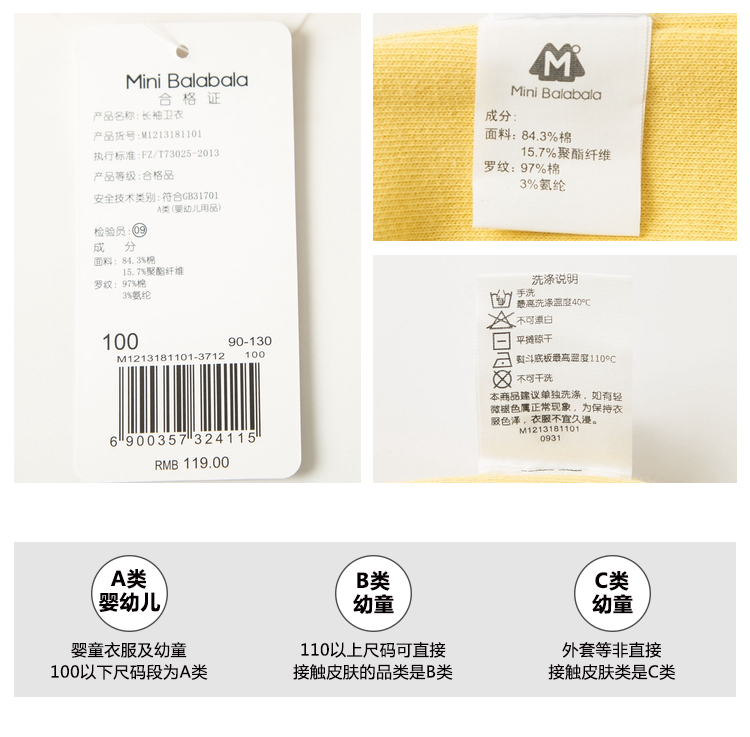 Mini Balabala
合 格 证
产品名称: 长袖卫衣
产品货号: M1213181101
执行标准: FZ/T73025-2013
产品等级: 合格品
安全技术类别: 符合GB31701
A类(婴幼儿用品)
检验员: 09
成 分
面料: 84.3%棉
15.7%聚酯纤维
罗纹: 97%棉
3%氨纶
100 90-130
M1213181101-3712 100
6 900357 324115
RMB 119.00
M
Mini Balabala
成分:
面料: 84.3%棉
15.7%聚酯纤维
罗纹: 97%棉
3%氨纶
洗涤说明
手洗
最高洗涤温度40℃
不可漂白
平摊晾干
熨斗底板最高温度110℃
不可干洗
本商品建议单独洗涤，如有轻
微褪色属正常现象，为保持衣
服色泽，衣服不宜久浸。
M1213181101
0931
A类
婴幼儿
婴童衣服及幼童
100以下尺码段为A类
B类
幼童
110以上尺码可直接
接触皮肤的品类是B类
C类
幼童
外套等非直接
接触皮肤类是C类